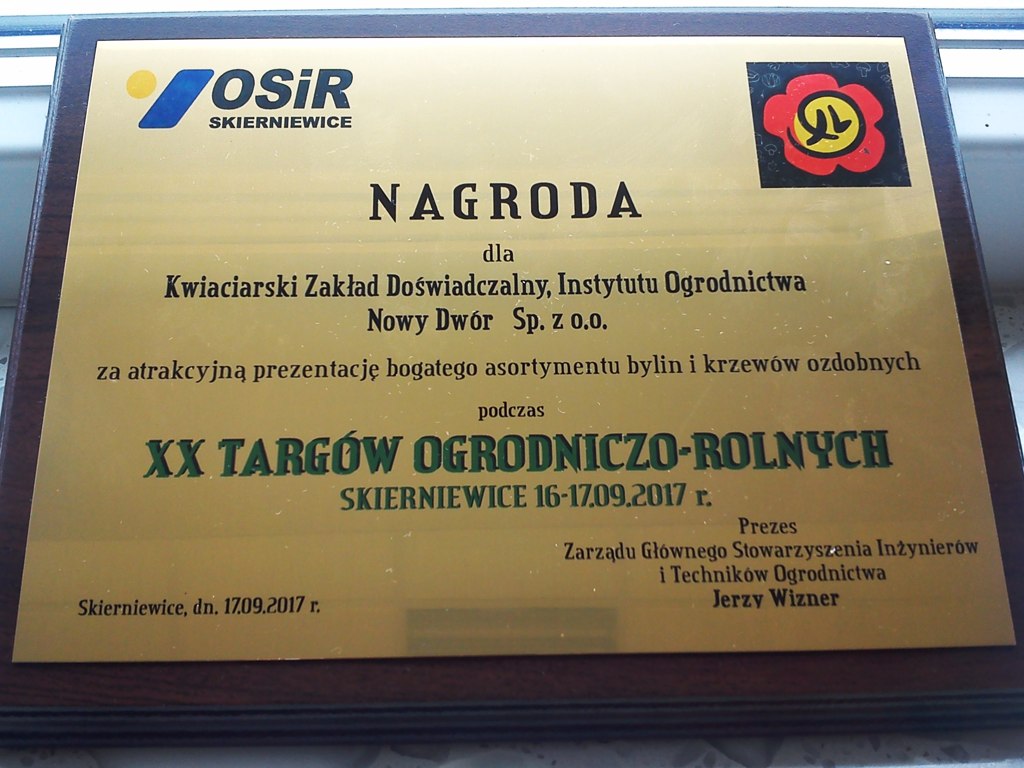 OSiR
SKIERNIEWICE
NAGRODA
dla
Kwiaciarski Zakład Doświadczalny, Instytutu Ogrodnictwa
Nowy Dwór Sp. z o.o.
za atrakcyjną prezentację bogatego asortymentu bylin i krzewów ozdobnych
podczas
XX TARGÓW OGRODNICZO-ROLNYCH
SKIERNIEWICE 16-17.09.2017 r.
Prezes
Zarządu Głównego Stowarzyszenia Inżynierów
i Techników Ogrodnictwa
Jerzy Wizner
Skierniewice, dn. 17.09.2017 r.